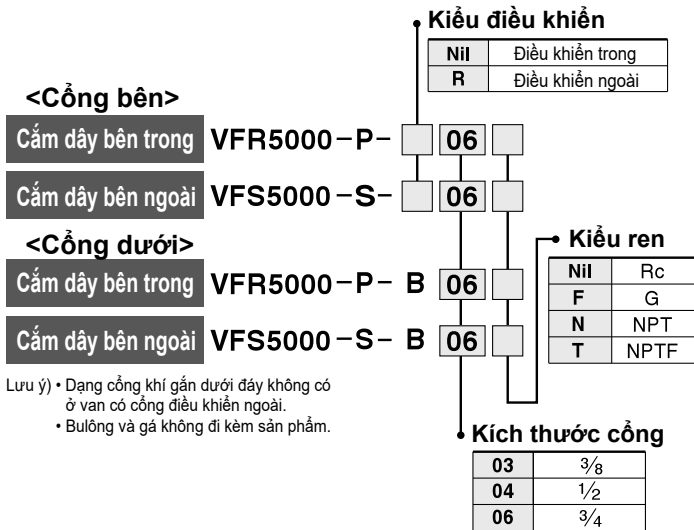 Kiểu điều khiển
Nil Điều khiển trong
R Điều khiển ngoài
<Cổng bên>
Cắm dây bên trong VFR5000-P- 06
Cắm dây bên ngoài VFS5000-S- 06
<Cổng dưới>
Cắm dây bên trong VFR5000-P- B 06
Cắm dây bên ngoài VFS5000-S- B 06
Kiểu ren
Nil Rc
F G
N NPT
T NPTF
Lưu ý) • Dạng cổng khí gắn dưới đáy không có
ở van có cổng điều khiển ngoài.
• Bulông và gá không đi kèm sản phẩm.
Kích thước cổng
03 3/8
04 1/2
06 3/4